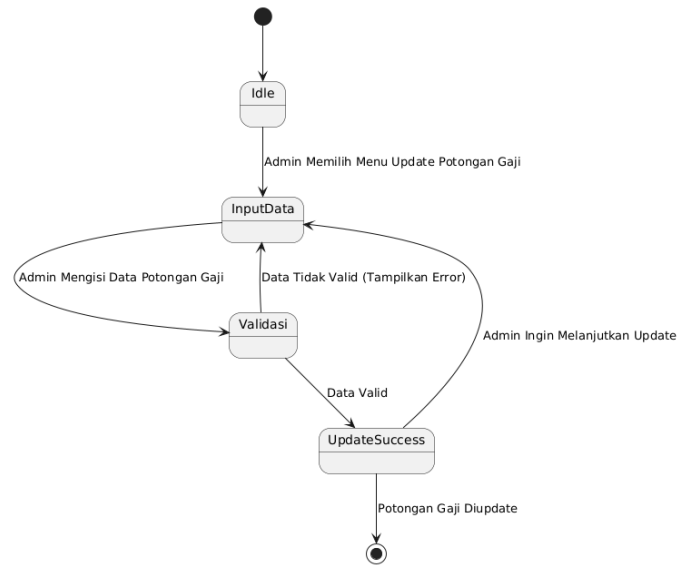 Idle
Admin Memilih Menu Update Potongan Gaji
InputData
Admin Mengisi Data Potongan Gaji
Data Tidak Valid (Tampilkan Error)
Validasi
Admin Ingin Melanjutkan Update
Data Valid
UpdateSuccess
Potongan Gaji Diupdate